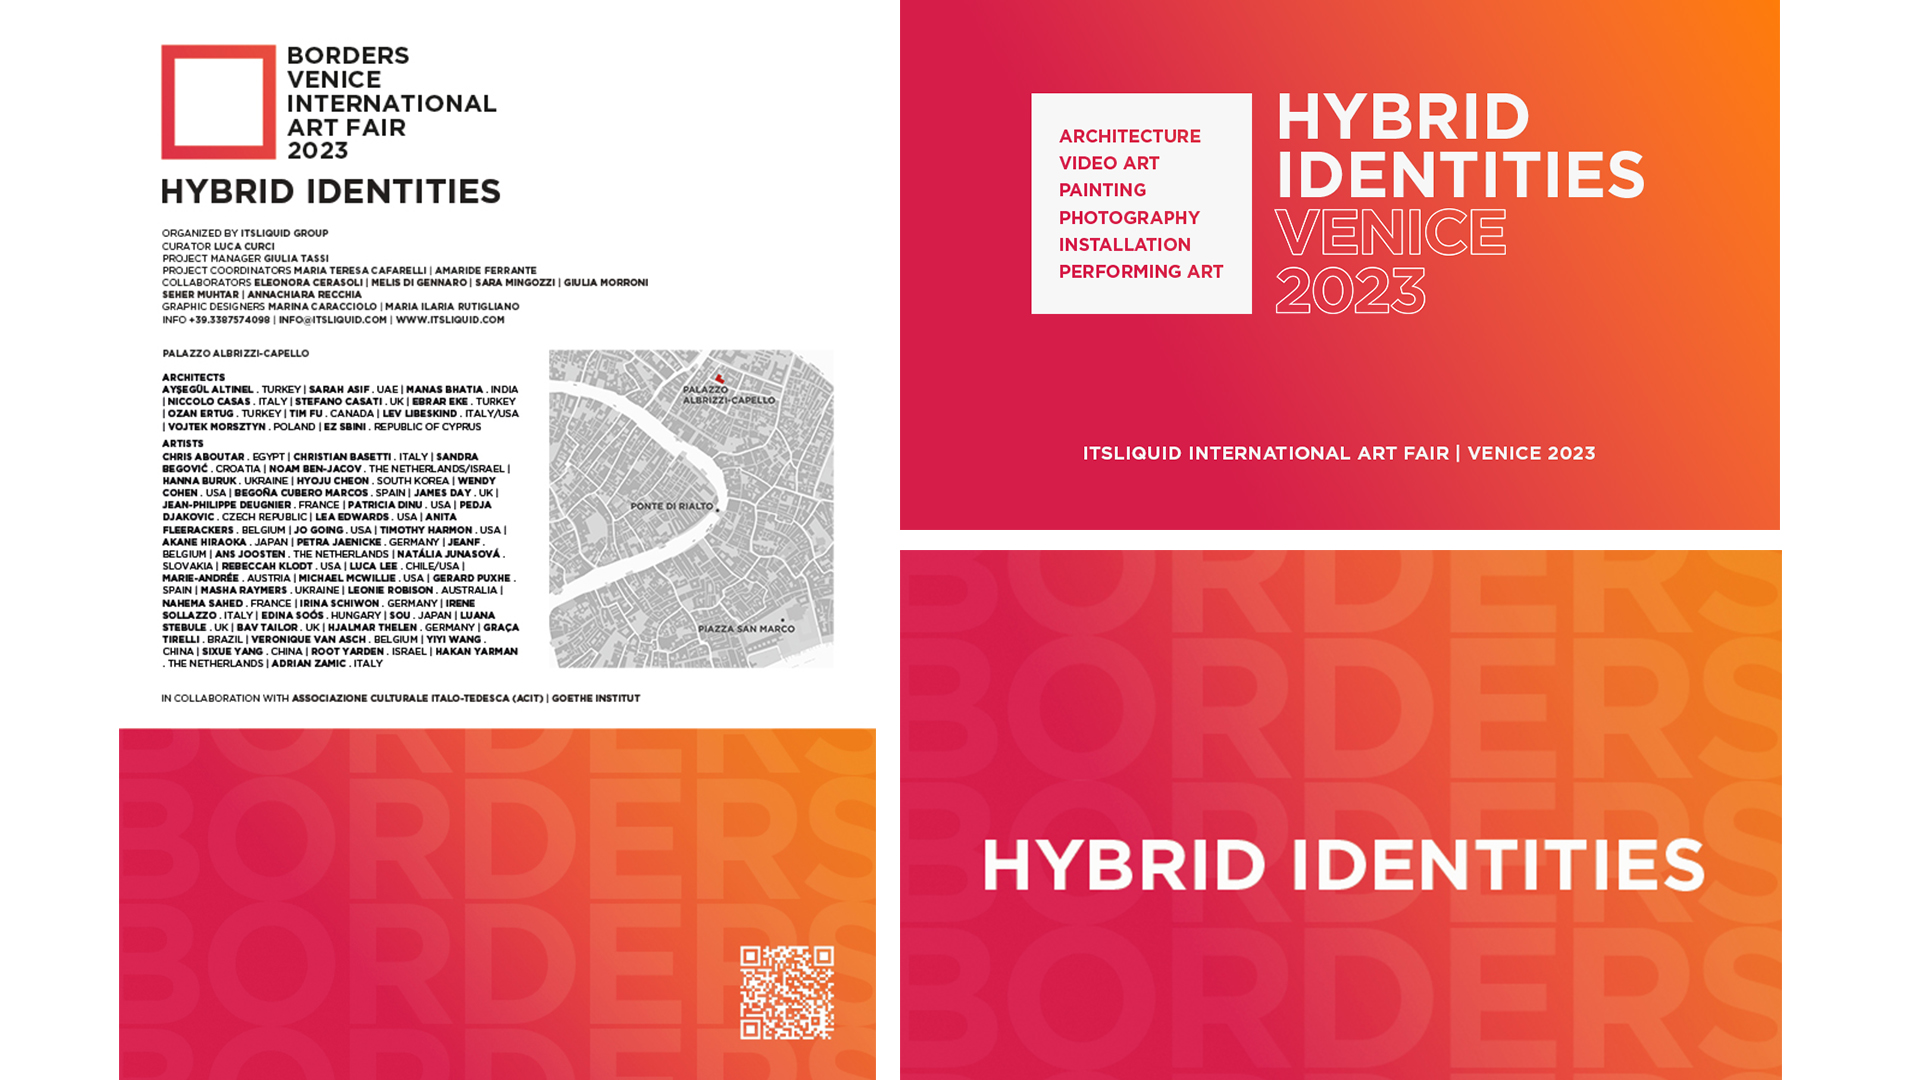 BORDERS
VENICE
INTERNATIONAL
ART FAIR
2023
HYBRID IDENTITIES
ORGANIZED BY ITSLIQUID GROUP
CURATOR LUCA CURCI
PROJECT MANAGER GIULIA TASSI
PROJECT COORDINATORS MARIA TERESA CAFARELLI | AMARIDE FERRANTE
COLLABORATORS ELEONORA CERASOLI | MELIS DI GENNARO | SARA MINGOZZI | GIULIA MORRONI
SEHER MUHTAR | ANNACHIARA RECCHIA
GRAPHIC DESIGNERS MARINA CARACCIOLO | MARIA ILARIA RUTIGLIANO
INFO +39.3387574098 | INFO@ITSLIQUID.COM | WWW.ITSLIQUID.COM
PALAZZO ALBRIZZI-CAPELLO
ARCHITECTS
AYŞEGÜL ALTINEL . TURKEY | SARAH ASIF . UAE | MANAS BHATIA . INDIA
| NICCOLO CASAS . ITALY | STEFANO CASATI . UK | EBRAR EKE . TURKEY
| OZAN ERTUG . TURKEY | TIM FU . CANADA | LEV LIBESKIND . ITALY/USA
| VOJTEK MORSZTYN . POLAND | EZ SBINI . REPUBLIC OF CYPRUS
ARTISTS
CHRIS ABOUTAR . EGYPT | CHRISTIAN BASETTI . ITALY | SANDRA
BEGOVIĆ . CROATIA | NOAM BEN-JACOV . THE NETHERLANDS/ISRAEL |
HANNA BURUK . UKRAINE | HYOJU CHEON . SOUTH KOREA | WENDY
COHEN . USA | BEGOÑA CUBERO MARCOS . SPAIN | JAMES DAY . UK |
JEAN-PHILIPPE DEUGNIER . FRANCE | PATRICIA DINU . USA | PEDJA
DJAKOVIC . CZECH REPUBLIC | LEA EDWARDS . USA | ANITA
FLEERACKERS . BELGIUM | JO GOING . USA | TIMOTHY HARMON . USA |
AKANE HIRAOKA . JAPAN | PETRA JAENICKE . GERMANY | JEANF .
BELGIUM | ANS JOOSTEN . THE NETHERLANDS | NATÁLIA JUNASOVÁ .
SLOVAKIA | REBECCAH KLODT . USA | LUCA LEE . CHILE/USA |
MARIE-ANDRÉE . AUSTRIA | MICHAEL MCWILLIE . USA | GERARD PUXHE .
SPAIN | MASHA RAYMERS . UKRAINE | LEONIE ROBISON . AUSTRALIA |
NAHEMA SAHED . FRANCE | IRINA SCHIWON . GERMANY | IRENE
SOLLAZZO . ITALY | EDINA SOÓS . HUNGARY | SOU . JAPAN | LUANA
STEBULE . UK | BAV TAILOR . UK | HJALMAR THELEN . GERMANY | GRAÇA
TIRELLI . BRAZIL | VERONIQUE VAN ASCH . BELGIUM | YIYI WANG .
CHINA | SIXUE YANG . CHINA | ROOT YARDEN . ISRAEL | HAKAN YARMAN
. THE NETHERLANDS | ADRIAN ZAMIC . ITALY
PALAZZO
ALBRIZZI-CAPELLO
PONTE DI RIALTO
PIAZZA SAN MARCO
IN COLLABORATION WITH ASSOCIAZIONE CULTURALE ITALO-TEDESCA (ACIT) | GOETHE INSTITUT
BORDERS
BORDERS
BORDERS
BORDERS
ARCHITECTURE
VIDEO ART
PAINTING
PHOTOGRAPHY
INSTALLATION
PERFORMING ART
HYBRID
IDENTITIES
VENICE
2023
ITSLIQUID INTERNATIONAL ART FAIR | VENICE 2023
BORDERS
BORDERS
BORDERS
HYBRID IDENTITIES
BORDERS